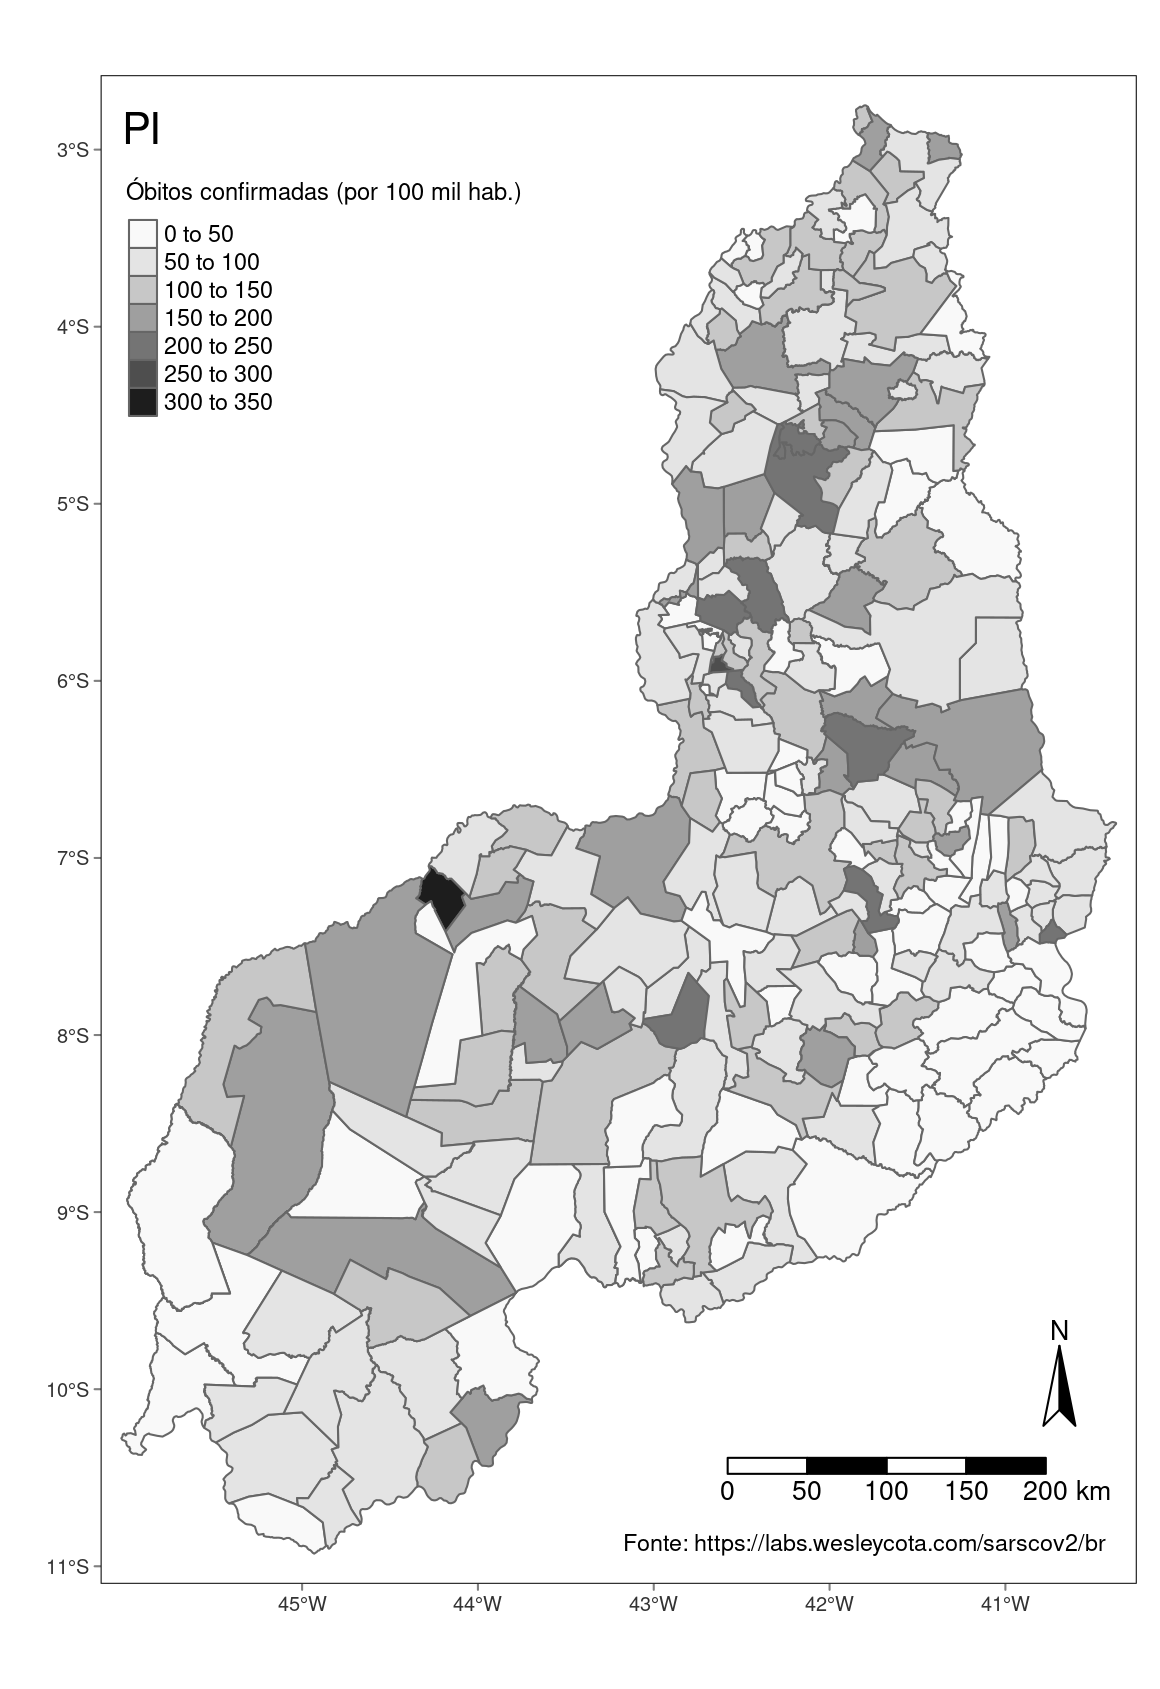 PI
Óbitos confirmadas (por 100 mil hab.)
0 to 50
50 to 100
100 to 150
150 to 200
200 to 250
250 to 300
300 to 350
3°S
4°S
5°S
6°S
7°S
8°S
9°S
10°S
11°S
N
0 50 100 150 200 km
Fonte: https://labs.wesleycota.com/sarscov2/br
45°W 44°W 43°W 42°W 41°W